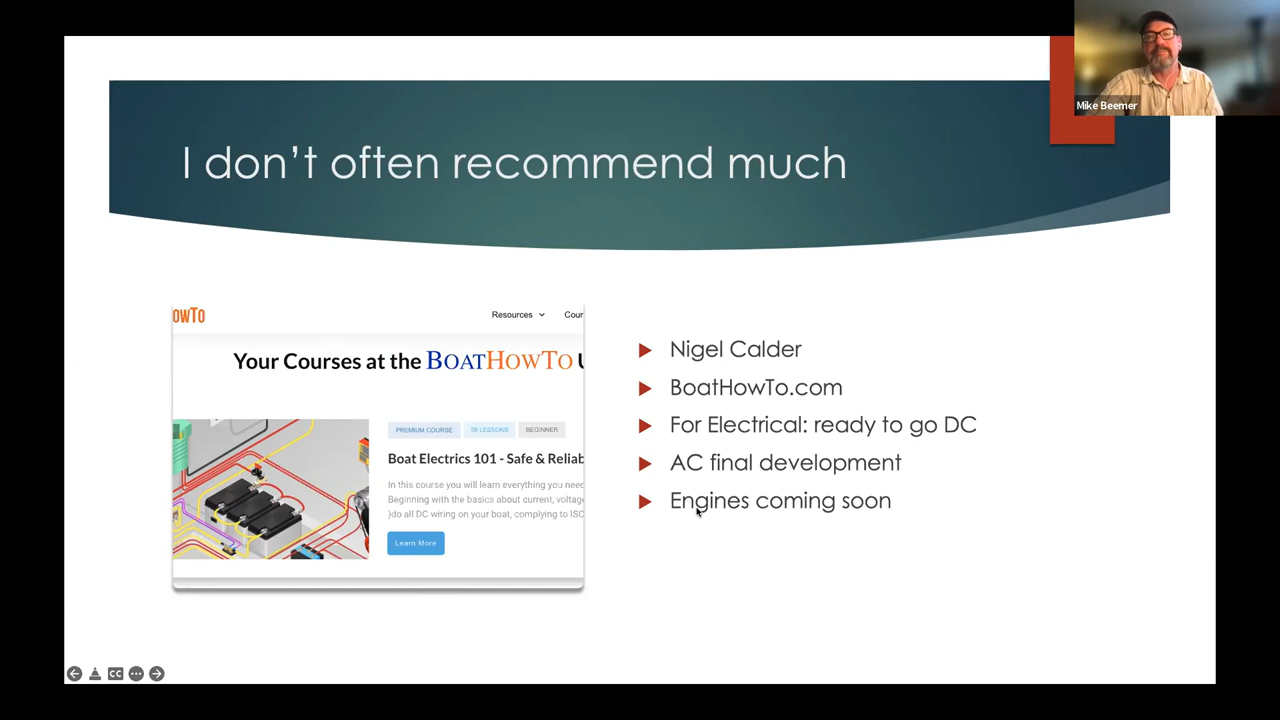 Mike Beemer
I don't often recommend much
owTo
Resources
Cour
Your Courses at the BOATHOWTO U
PREMIUM COURSE
58 LESSONS
BEGINNER
Boat Electrics 101 - Safe & Reliab
In this course you will learn everything you need
Beginning with the basics about current, voltage
)do all DC wiring on your boat, complying to ISO
Learn More
Nigel Calder
BoatHowTo.com
For Electrical: ready to go DC
AC final development
Engines coming soon
CC